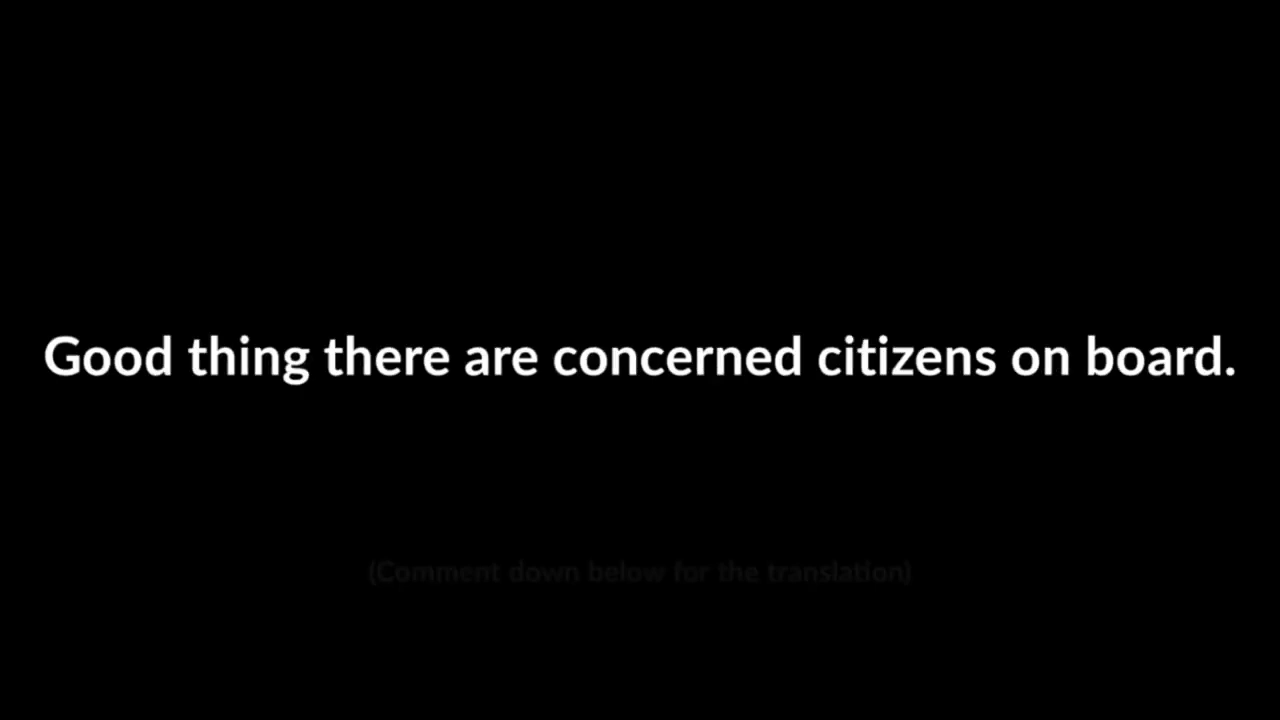 Good thing there are concerned citizens on board.
(Comment down below for the translation)